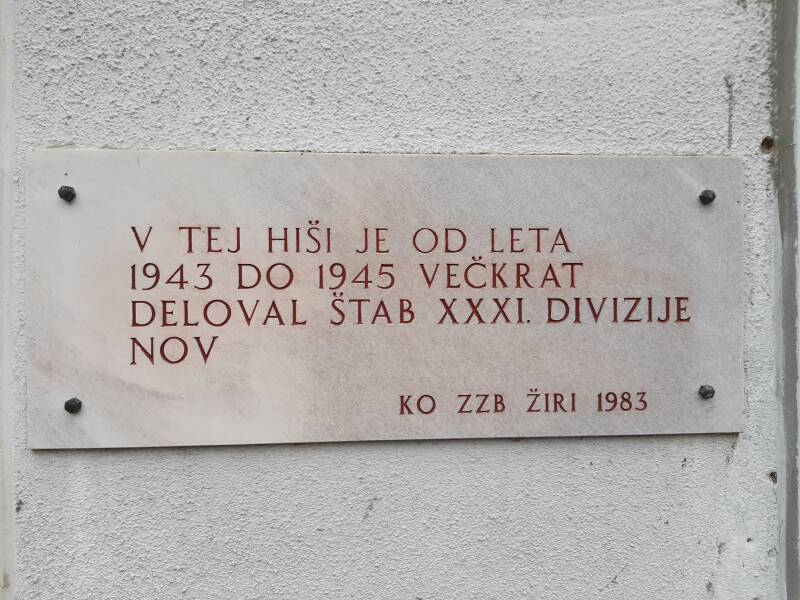 V TEJ HIŠI JE OD LETA
1943 DO 1945 VEČKRAT
DELOVAL ŠTAB XXXI. DIVIZIJE
NOV
KO ZZB ŽIRI 1983